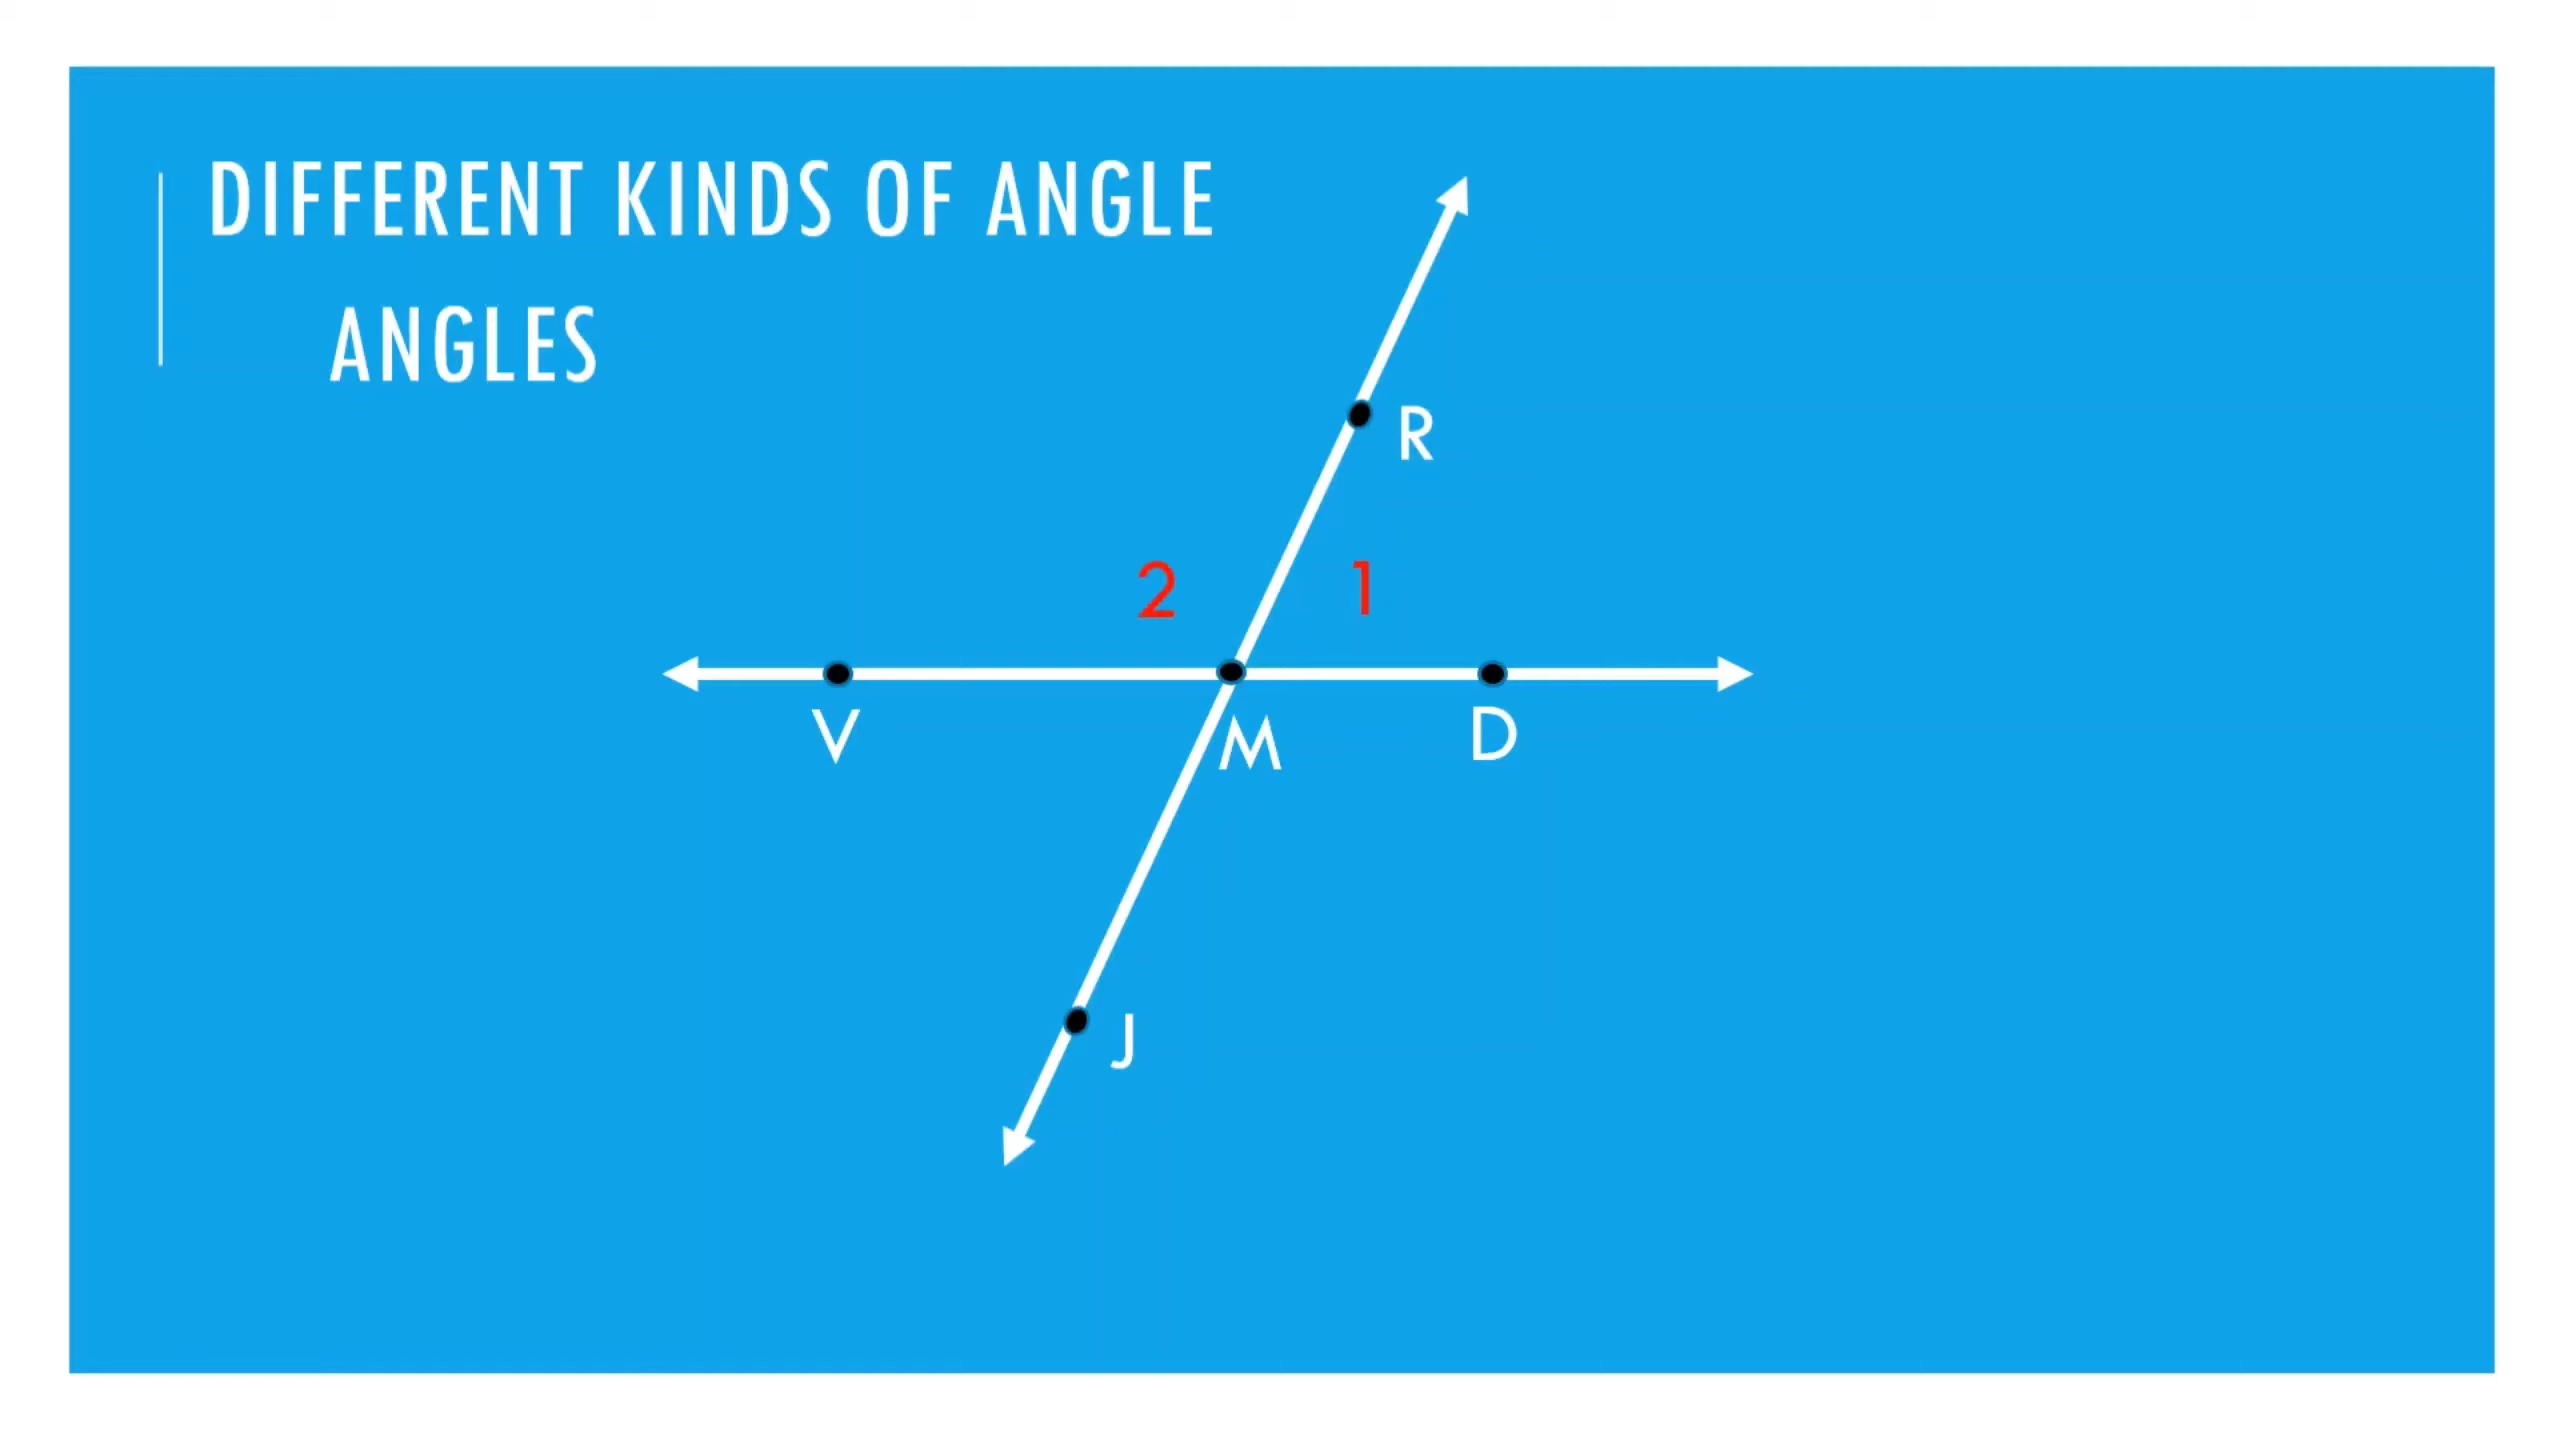 DIFFERENT KINDS OF ANGLE
ANGLES
R
2 1
V M D
J